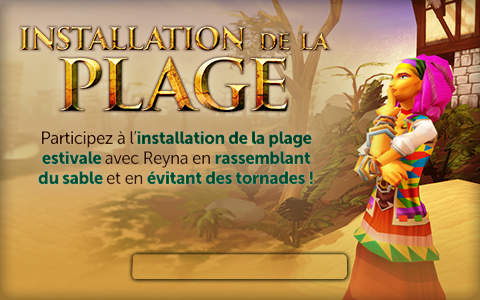 INSTALLATION DE LA
PLAGE
Participez à l'installation de la plage
estivale avec Reyna en rassemblant
du sable et en évitant des tornades !